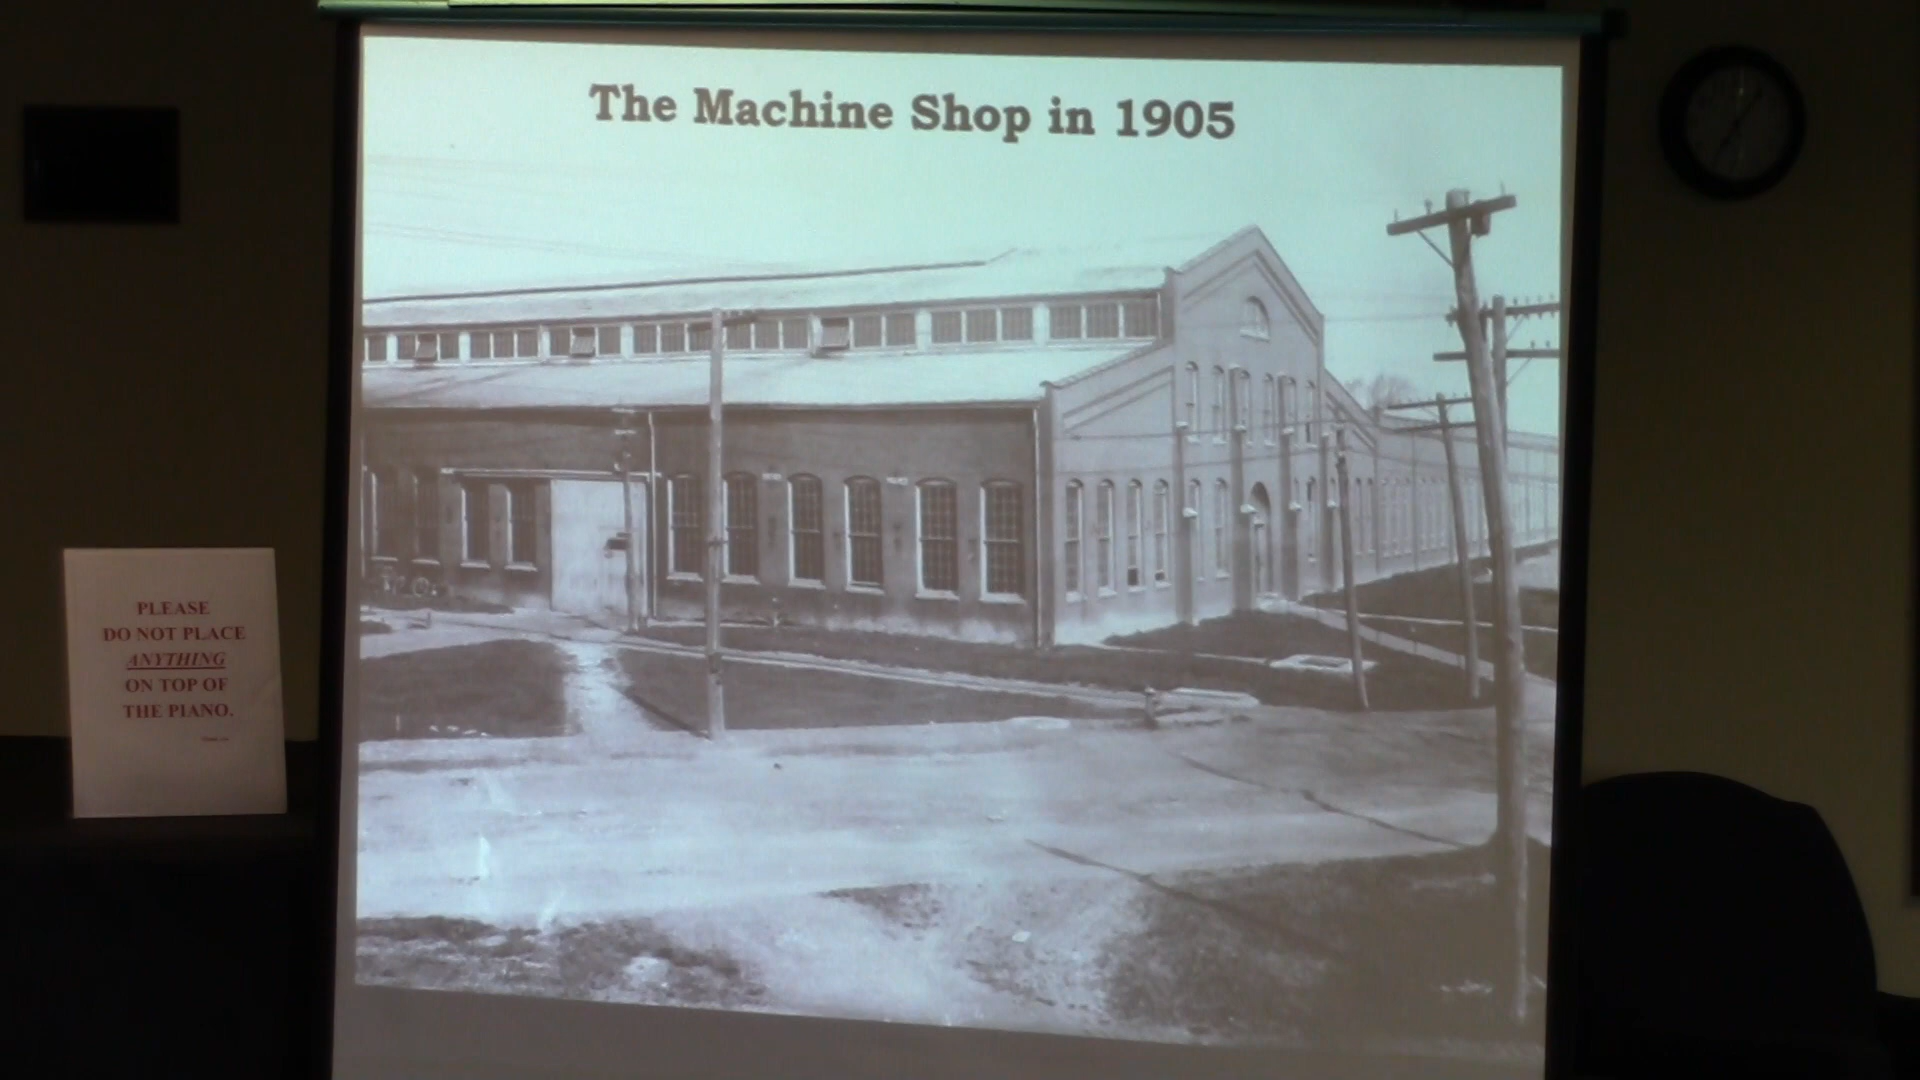 The Machine Shop in 1905
PLEASE
DO NOT PLACE
ANYTHING
ON TOP OF
THE PIANO.